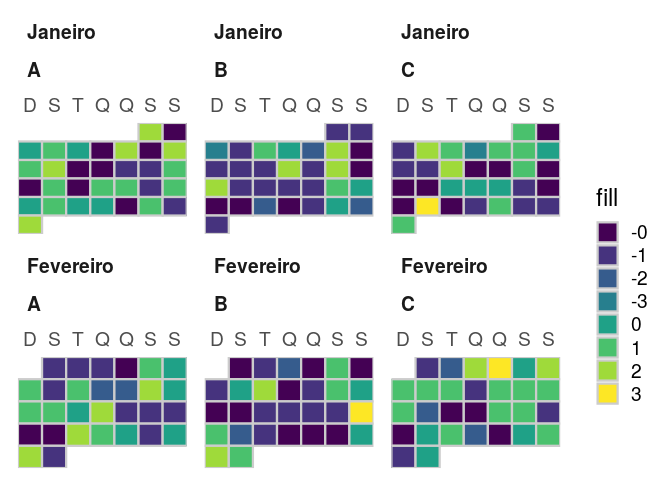 Janeiro Janeiro Janeiro
A B C
D S T Q Q S S D S T Q Q S S D S T Q Q S S
fill
-0
-1
-2
-3
0
1
2
3
Fevereiro Fevereiro Fevereiro
A B C
D S T Q Q S S D S T Q Q S S D S T Q Q S S